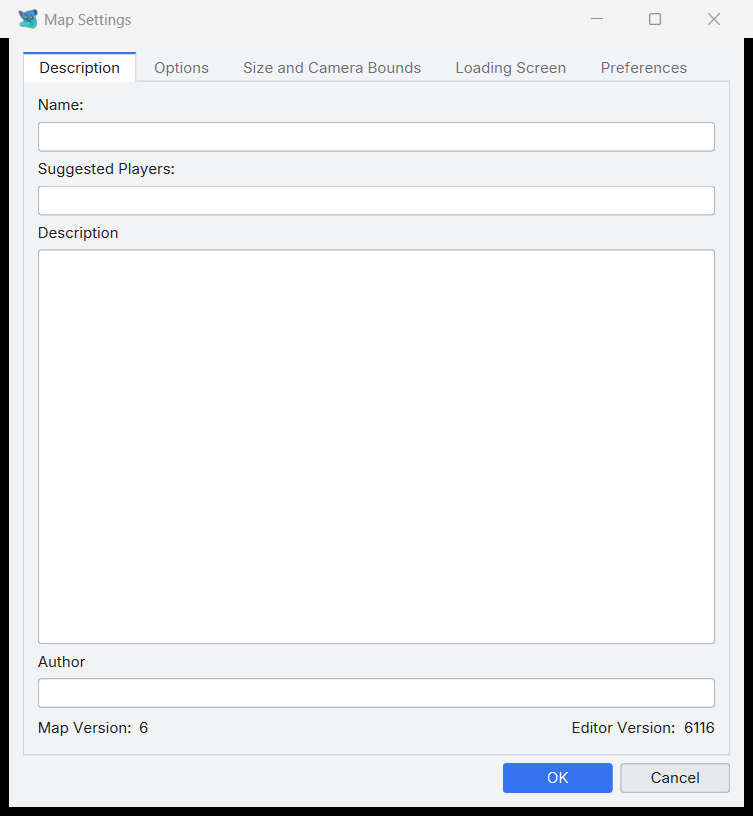 Map Settings
Description Options Size and Camera Bounds Loading Screen Preferences
Name:
Suggested Players:
Description
Author
Map Version: 6 Editor Version: 6116
OK Cancel